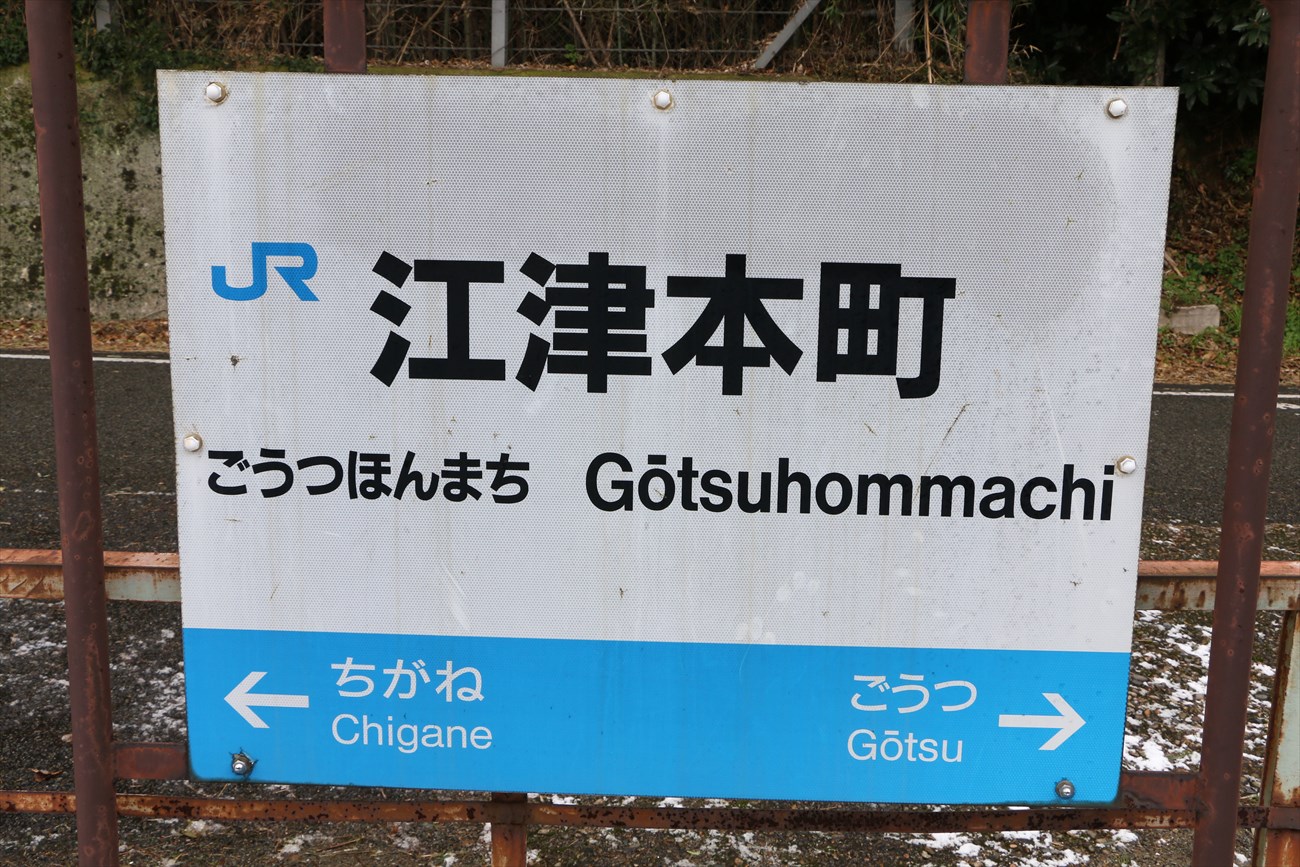 JR 江津本町
ごうつほんまち Gōtsuhommachi
← ちがね ごうつ →
Chigane Gōtsu